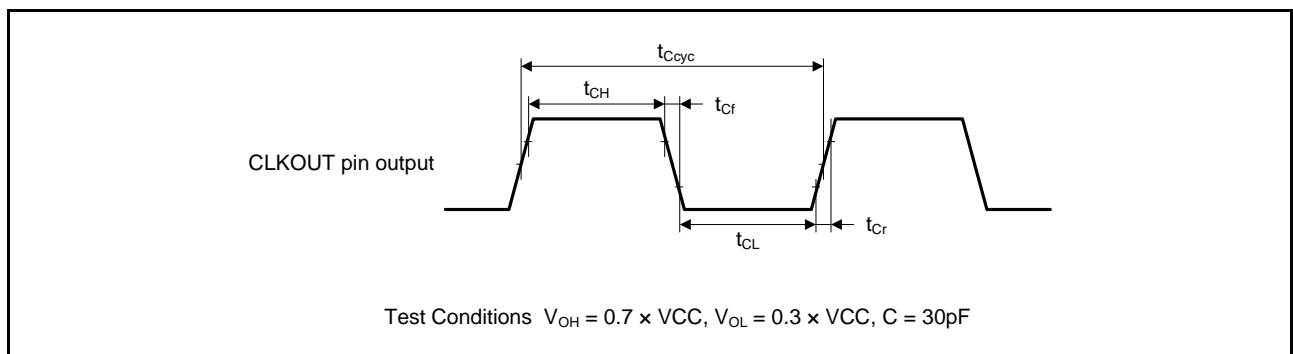 tCcyc
tCH
tCf
CLKOUT pin output
tCL
tCr
Test Conditions VOH = 0.7 × VCC, VOL = 0.3 × VCC, C = 30pF